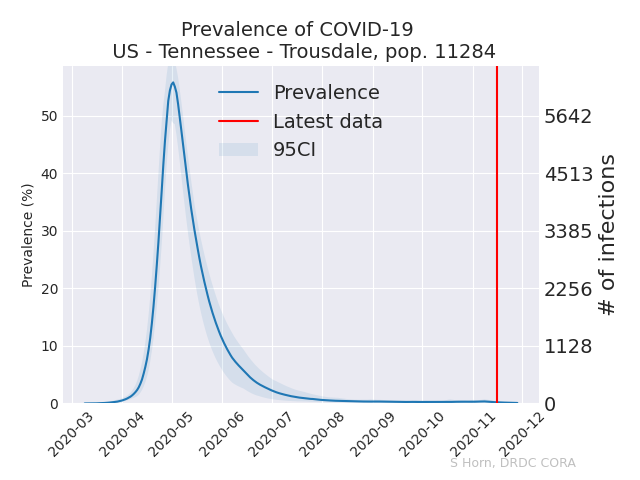 Prevalence of COVID-19
US - Tennessee - Trousdale, pop. 11284
Prevalence
Latest data
95CI
Prevalence (%)
50
40
30
20
10
0
5642
4513
3385
2256
1128
0
# of infections
2020-03
2020-04
2020-05
2020-06
2020-07
2020-08
2020-09
2020-10
2020-11
2020-12
S Horn, DRDC CORA